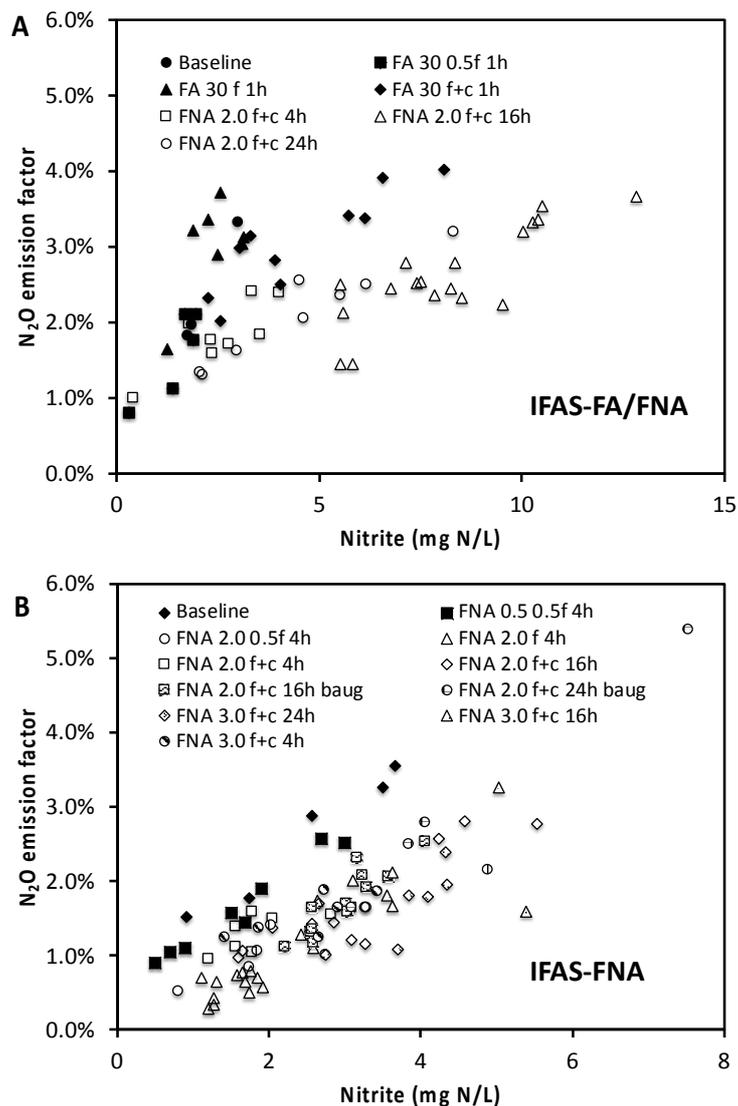 A
6.0%
5.0%
4.0%
3.0%
2.0%
1.0%
0.0%
N₂O emission factor
Baseline FA 30 0.5f 1h
FA 30 f 1h FA 30 f+c 1h
FNA 2.0 f+c 4h FNA 2.0 f+c 16h
FNA 2.0 f+c 24h
IFAS-FA/FNA
0 5 10 15
Nitrite (mg N/L)
B
6.0%
5.0%
4.0%
3.0%
2.0%
1.0%
0.0%
N₂O emission factor
Baseline FNA 0.5 0.5f 4h
FNA 2.0 0.5f 4h FNA 2.0 f 4h
FNA 2.0 f+c 4h FNA 2.0 f+c 16h
FNA 2.0 f+c 16h baug FNA 2.0 f+c 24h baug
FNA 3.0 f+c 24h FNA 3.0 f+c 16h
FNA 3.0 f+c 4h
IFAS-FNA
0 2 4 6 8
Nitrite (mg N/L)